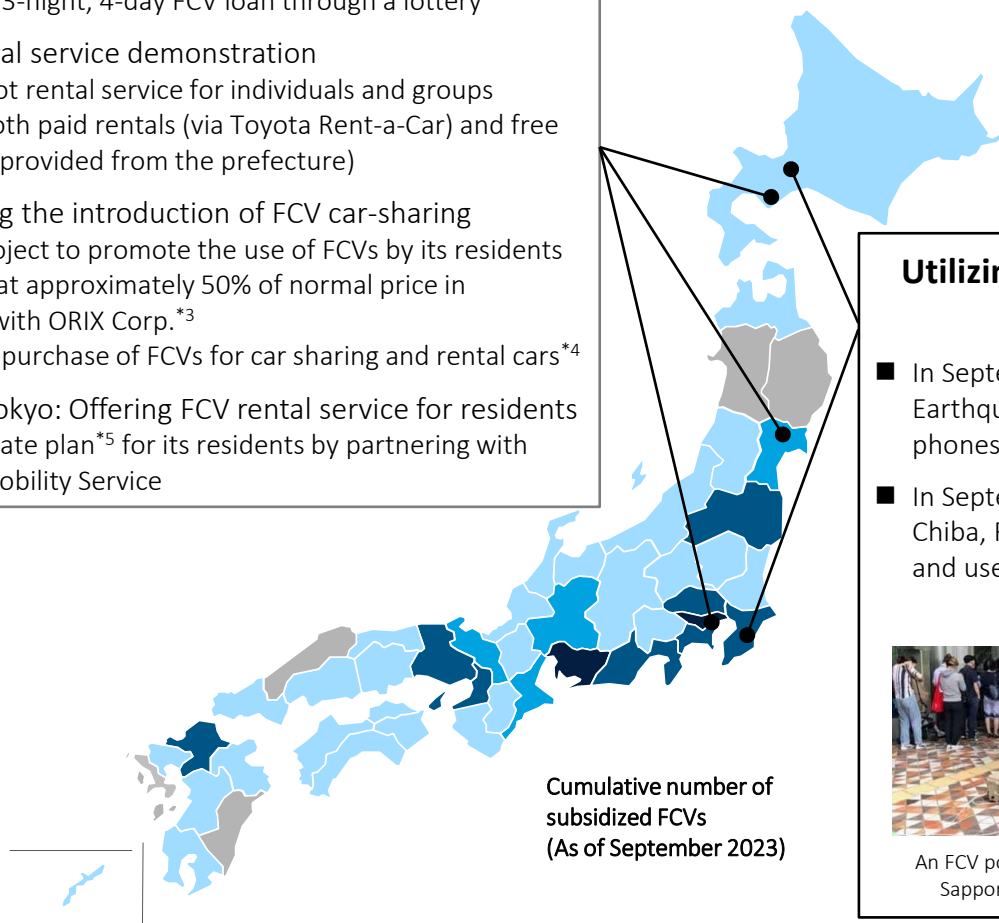 3-night, 4-day FCV loan through a lottery
al service demonstration
ot rental service for individuals and groups
oth paid rentals (via Toyota Rent-a-Car) and free
provided from the prefecture)
g the introduction of FCV car-sharing
oject to promote the use of FCVs by its residents
at approximately 50% of normal price in
with ORIX Corp.*3
purchase of FCVs for car sharing and rental cars*4
okyo: Offering FCV rental service for residents
ate plan*5 for its residents by partnering with
obility Service
Utilizin
■ In Septe
Earthqu
phones
■ In Septe
Chiba, F
and use
An FCV po
Sappor
Cumulative number of
subsidized FCVs
(As of September 2023)